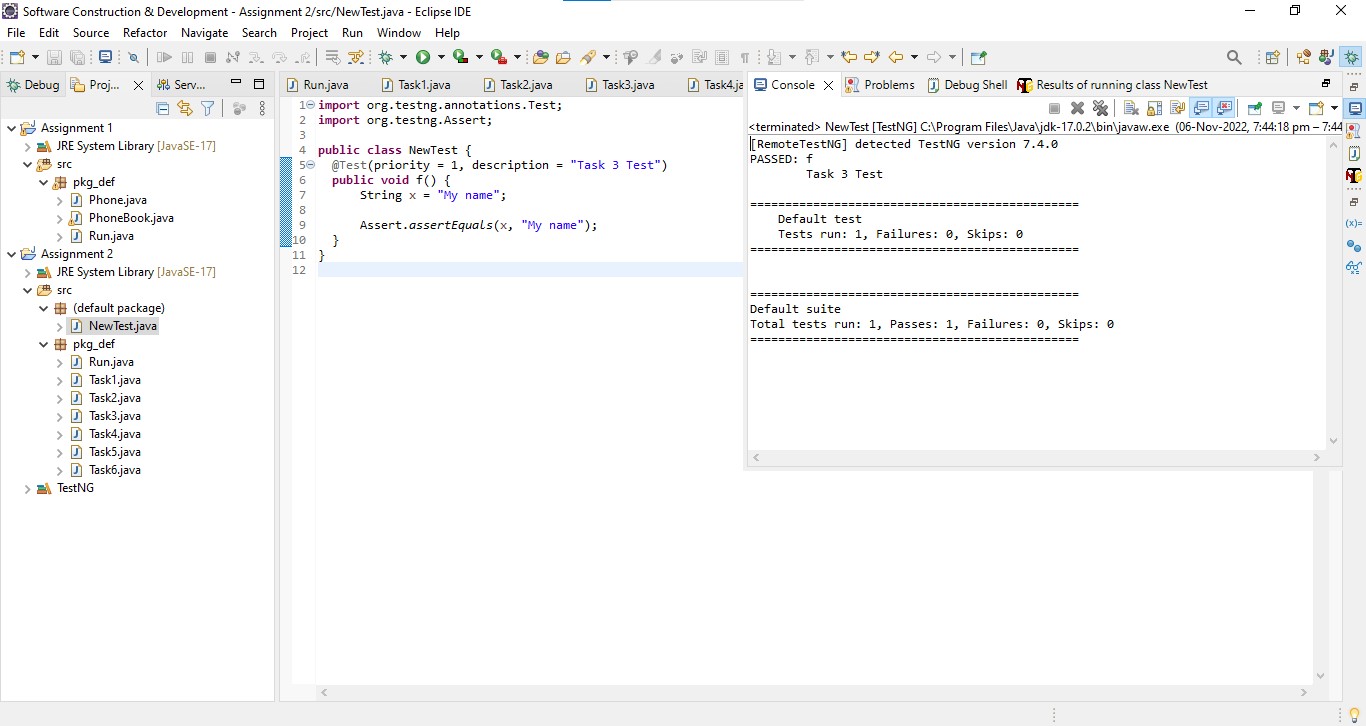 Software Construction & Development - Assignment 2/src/NewTest.java - Eclipse IDE
File Edit Source Refactor Navigate Search Project Run Window Help
Debug Proj... Serv...
Assignment 1
JRE System Library [JavaSE-17]
src
pkg_def
Phone.java
PhoneBook.java
Run.java
Assignment 2
JRE System Library [JavaSE-17]
src
(default package)
NewTest.java
pkg_def
Run.java
Task1.java
Task2.java
Task3.java
Task4.java
Task5.java
Task6.java
TestNG
Run.java Task1.java Task2.java Task3.java Task4.ja
1 import org.testng.annotations.Test;
2 import org.testng.Assert;
3
4 public class NewTest {
5 @Test(priority = 1, description = "Task 3 Test")
6 public void f() {
7 String x = "My name";
8
9 Assert.assertEquals(x, "My name");
10 }
11 }
12
Console Problems Debug Shell Results of running class NewTest
<terminated> NewTest [TestNG] C:\Program Files\Java\jdk-17.0.2\bin\javaw.exe (06-Nov-2022, 7:44:18 pm – 7:44
[RemoteTestNG] detected TestNG version 7.4.0
PASSED: f
Task 3 Test
===============================================
Default test
Tests run: 1, Failures: 0, Skips: 0
===============================================
===============================================
Default suite
Total tests run: 1, Passes: 1, Failures: 0, Skips: 0
===============================================
(x)=